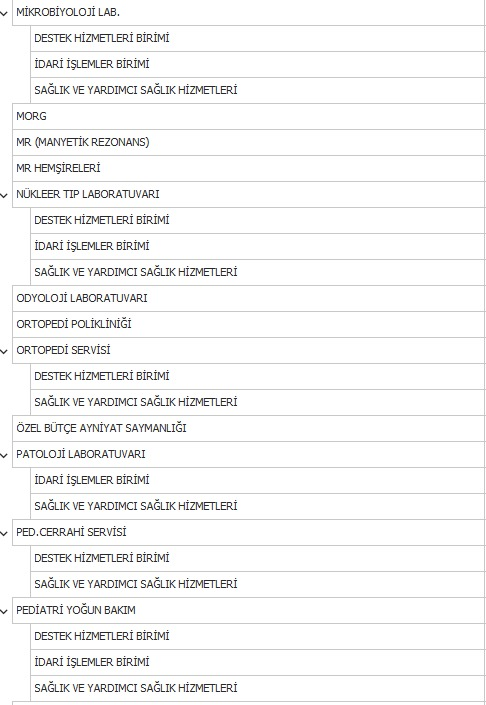 MİKROBİYOLOJİ LAB.
DESTEK HİZMETLERİ BİRİMİ
İDARİ İŞLEMLER BİRİMİ
SAĞLIK VE YARDIMCI SAĞLIK HİZMETLERİ
MORG
MR (MANYETİK REZONANS)
MR HEMŞİRELERİ
NÜKLEER TIP LABORATUVARI
DESTEK HİZMETLERİ BİRİMİ
İDARİ İŞLEMLER BİRİMİ
SAĞLIK VE YARDIMCI SAĞLIK HİZMETLERİ
ODYOLOJİ LABORATUVARI
ORTOPEDİ POLİKLİNİĞİ
ORTOPEDİ SERVİSİ
DESTEK HİZMETLERİ BİRİMİ
SAĞLIK VE YARDIMCI SAĞLIK HİZMETLERİ
ÖZEL BÜTÇE AYNİYAT SAYMANLIĞI
PATOLOJİ LABORATUVARI
İDARİ İŞLEMLER BİRİMİ
SAĞLIK VE YARDIMCI SAĞLIK HİZMETLERİ
PED.CERRAHİ SERVİSİ
DESTEK HİZMETLERİ BİRİMİ
SAĞLIK VE YARDIMCI SAĞLIK HİZMETLERİ
PEDİATRİ YOĞUN BAKIM
DESTEK HİZMETLERİ BİRİMİ
İDARİ İŞLEMLER BİRİMİ
SAĞLIK VE YARDIMCI SAĞLIK HİZMETLERİ